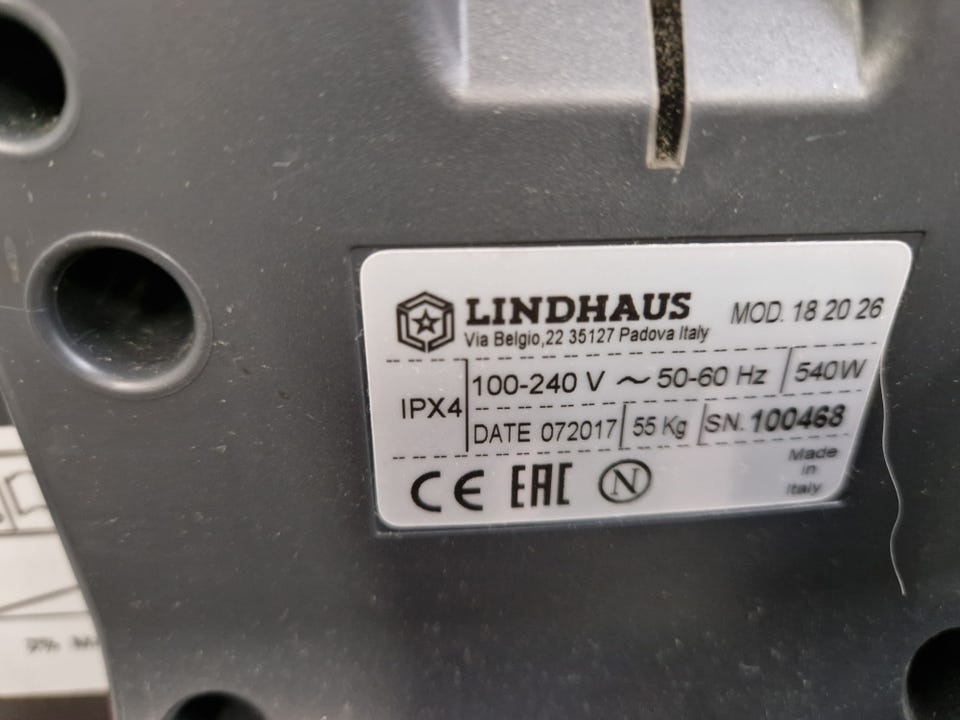 LINDHAUS MOD. 18 20 26
Via Belgio,22 35127 Padova Italy
IPX4
100-240 V ~ 50-60 Hz 540W
DATE 072017 55 Kg SN. 100468
CE EAC N
Made
in
Italy